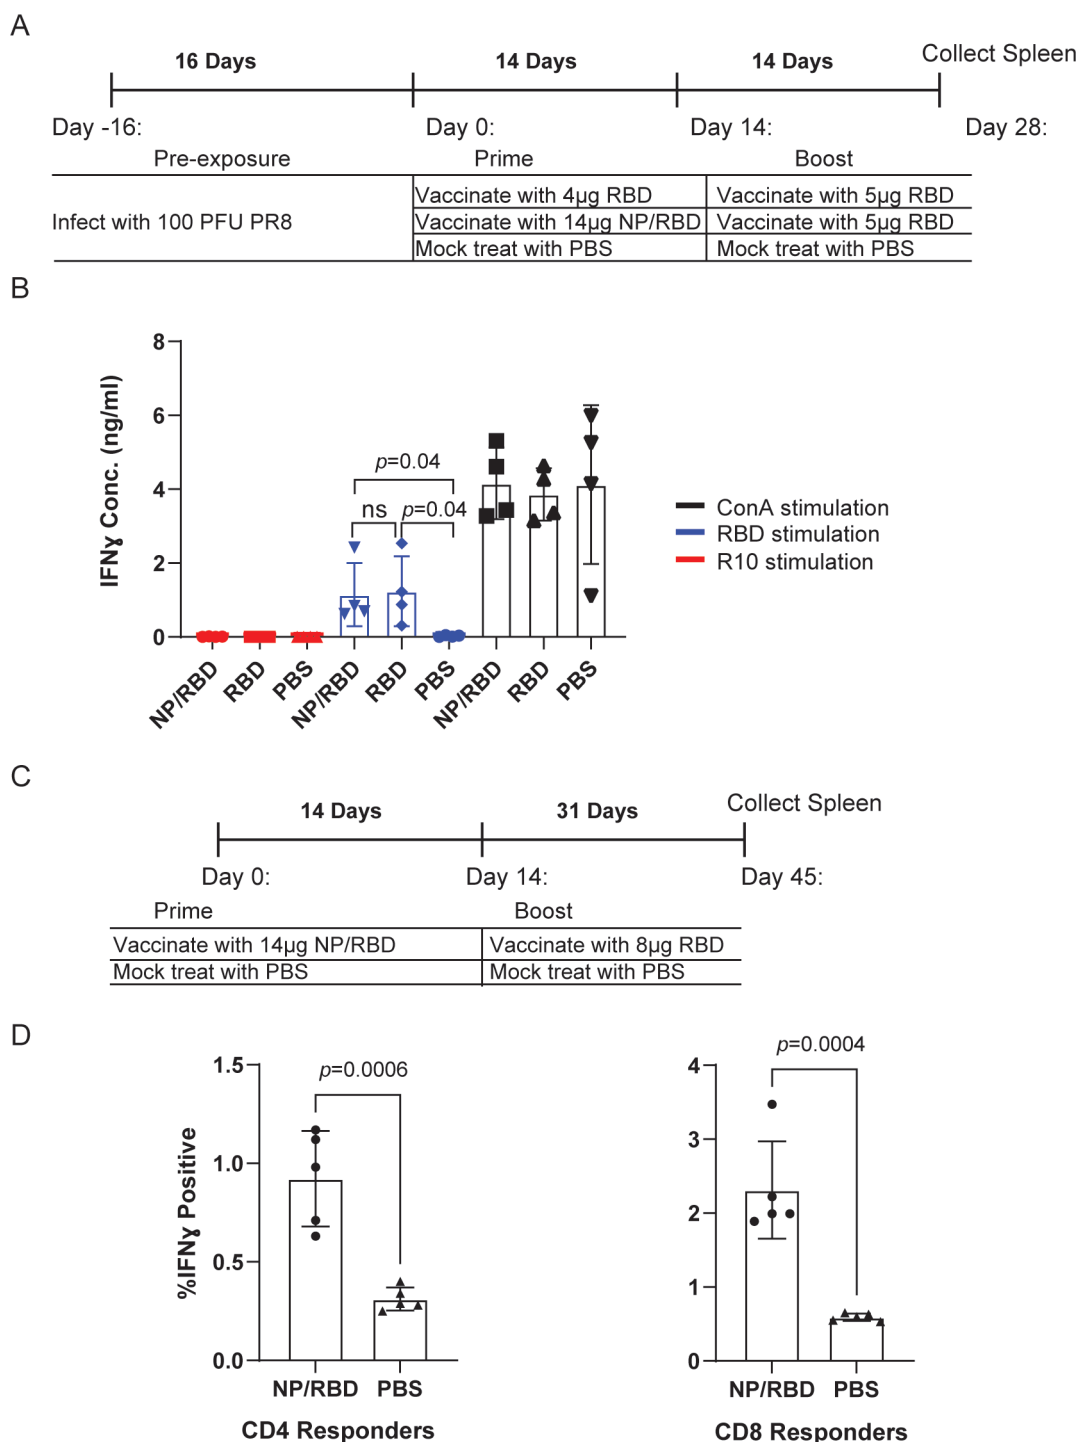 A
16 Days
14 Days
14 Days
Collect Spleen
Day -16:
Day 0:
Day 14:
Day 28:
Pre-exposure
Prime
Boost
Infect with 100 PFU PR8
Vaccinate with 4µg RBD
Vaccinate with 5µg RBD
Vaccinate with 14µg NP/RBD
Vaccinate with 5µg RBD
Mock treat with PBS
Mock treat with PBS
B
IFNɣ Conc. (ng/ml)
8
6
4
2
0
p=0.04
ns
p=0.04
NP/RBD
RBD
PBS
NP/RBD
RBD
PBS
NP/RBD
RBD
PBS
ConA stimulation
RBD stimulation
R10 stimulation
C
14 Days
31 Days
Collect Spleen
Day 0:
Day 14:
Day 45:
Prime
Boost
Vaccinate with 14µg NP/RBD
Vaccinate with 8µg RBD
Mock treat with PBS
Mock treat with PBS
D
%IFNɣ Positive
1.5
1.0
0.5
0.0
p=0.0006
NP/RBD
PBS
CD4 Responders
4
3
2
1
0
p=0.0004
NP/RBD
PBS
CD8 Responders